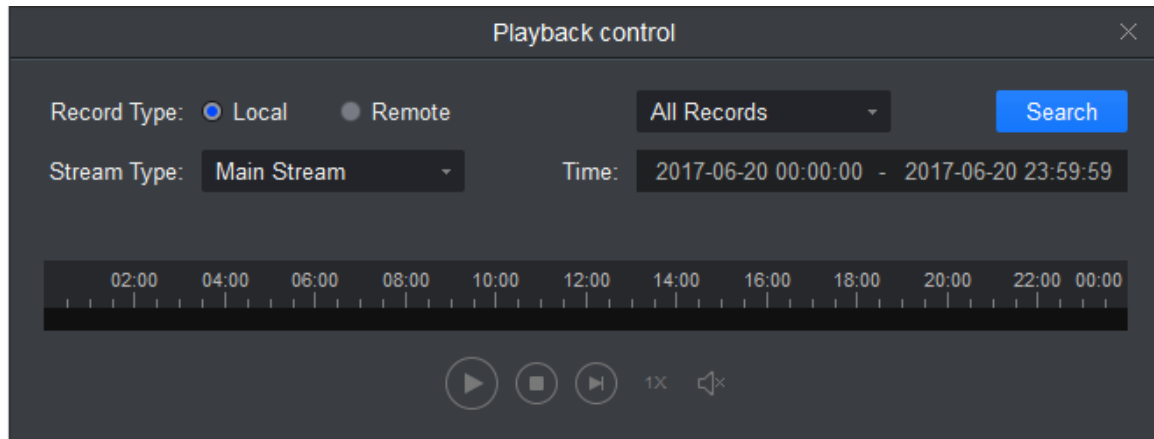 Playback control
Record Type: Local Remote All Records Search
Stream Type: Main Stream Time: 2017-06-20 00:00:00 - 2017-06-20 23:59:59
02:00 04:00 06:00 08:00 10:00 12:00 14:00 16:00 18:00 20:00 22:00 00:00
1X